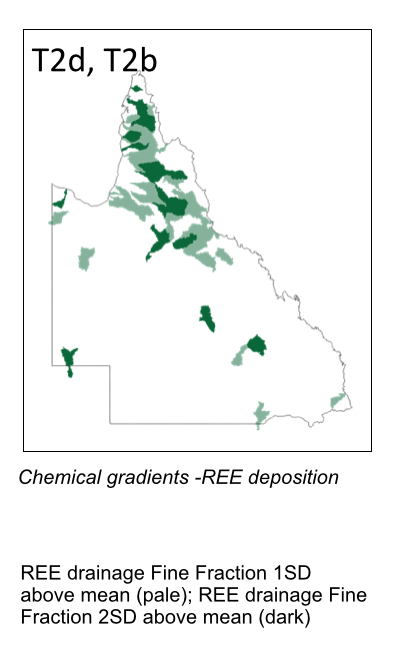 T2d, T2b
Chemical gradients -REE deposition
REE drainage Fine Fraction 1SD
above mean (pale); REE drainage Fine
Fraction 2SD above mean (dark)